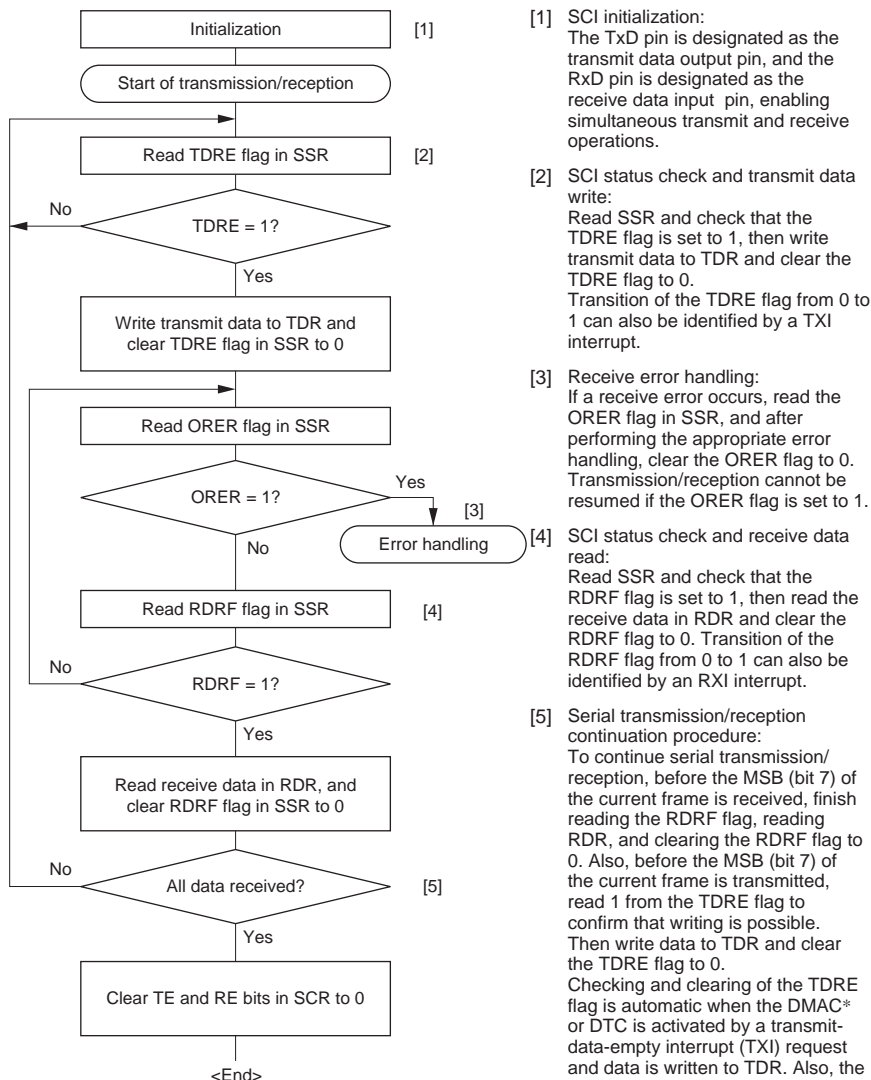 Initialization
[1]
Start of transmission/reception
Read TDRE flag in SSR
[2]
No
TDRE = 1?
Yes
Write transmit data to TDR and
clear TDRE flag in SSR to 0
Read ORER flag in SSR
Yes
ORER = 1?
[3]
No
Error handling
Read RDRF flag in SSR
[4]
No
RDRF = 1?
Yes
Read receive data in RDR, and
clear RDRF flag in SSR to 0
No
All data received?
[5]
Yes
Clear TE and RE bits in SCR to 0
<End>
[1] SCI initialization:
The TxD pin is designated as the
transmit data output pin, and the
RxD pin is designated as the
receive data input pin, enabling
simultaneous transmit and receive
operations.
[2] SCI status check and transmit data
write:
Read SSR and check that the
TDRE flag is set to 1, then write
transmit data to TDR and clear the
TDRE flag to 0.
Transition of the TDRE flag from 0 to
1 can also be identified by a TXI
interrupt.
[3] Receive error handling:
If a receive error occurs, read the
ORER flag in SSR, and after
performing the appropriate error
handling, clear the ORER flag to 0.
Transmission/reception cannot be
resumed if the ORER flag is set to 1.
[4] SCI status check and receive data
read:
Read SSR and check that the
RDRF flag is set to 1, then read the
receive data in RDR and clear the
RDRF flag to 0. Transition of the
RDRF flag from 0 to 1 can also be
identified by an RXI interrupt.
[5] Serial transmission/reception
continuation procedure:
To continue serial transmission/
reception, before the MSB (bit 7) of
the current frame is received, finish
reading the RDRF flag, reading
RDR, and clearing the RDRF flag to
0. Also, before the MSB (bit 7) of
the current frame is transmitted,
read 1 from the TDRE flag to
confirm that writing is possible.
Then write data to TDR and clear
the TDRE flag to 0.
Checking and clearing of the TDRE
flag is automatic when the DMAC*
or DTC is activated by a transmit-
data-empty interrupt (TXI) request
and data is written to TDR. Also, the